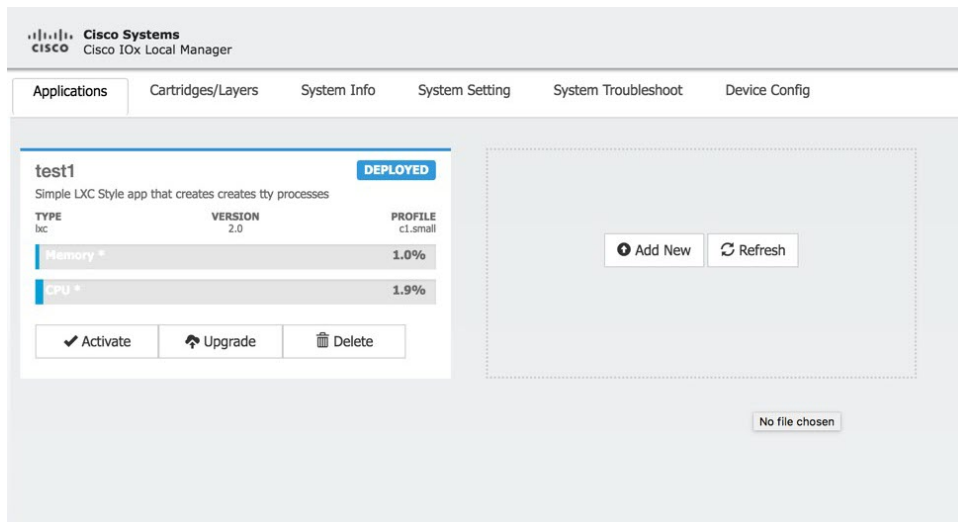 Cisco Systems
CISCO Cisco IOx Local Manager
Applications Cartridges/Layers System Info System Setting System Troubleshoot Device Config
test1 DEPLOYED
Simple LXC Style app that creates creates tty processes
TYPE VERSION PROFILE
lxc 2.0 c1.small
Memory * 1.0%
CPU * 1.9%
Activate Upgrade Delete
Add New Refresh
No file chosen